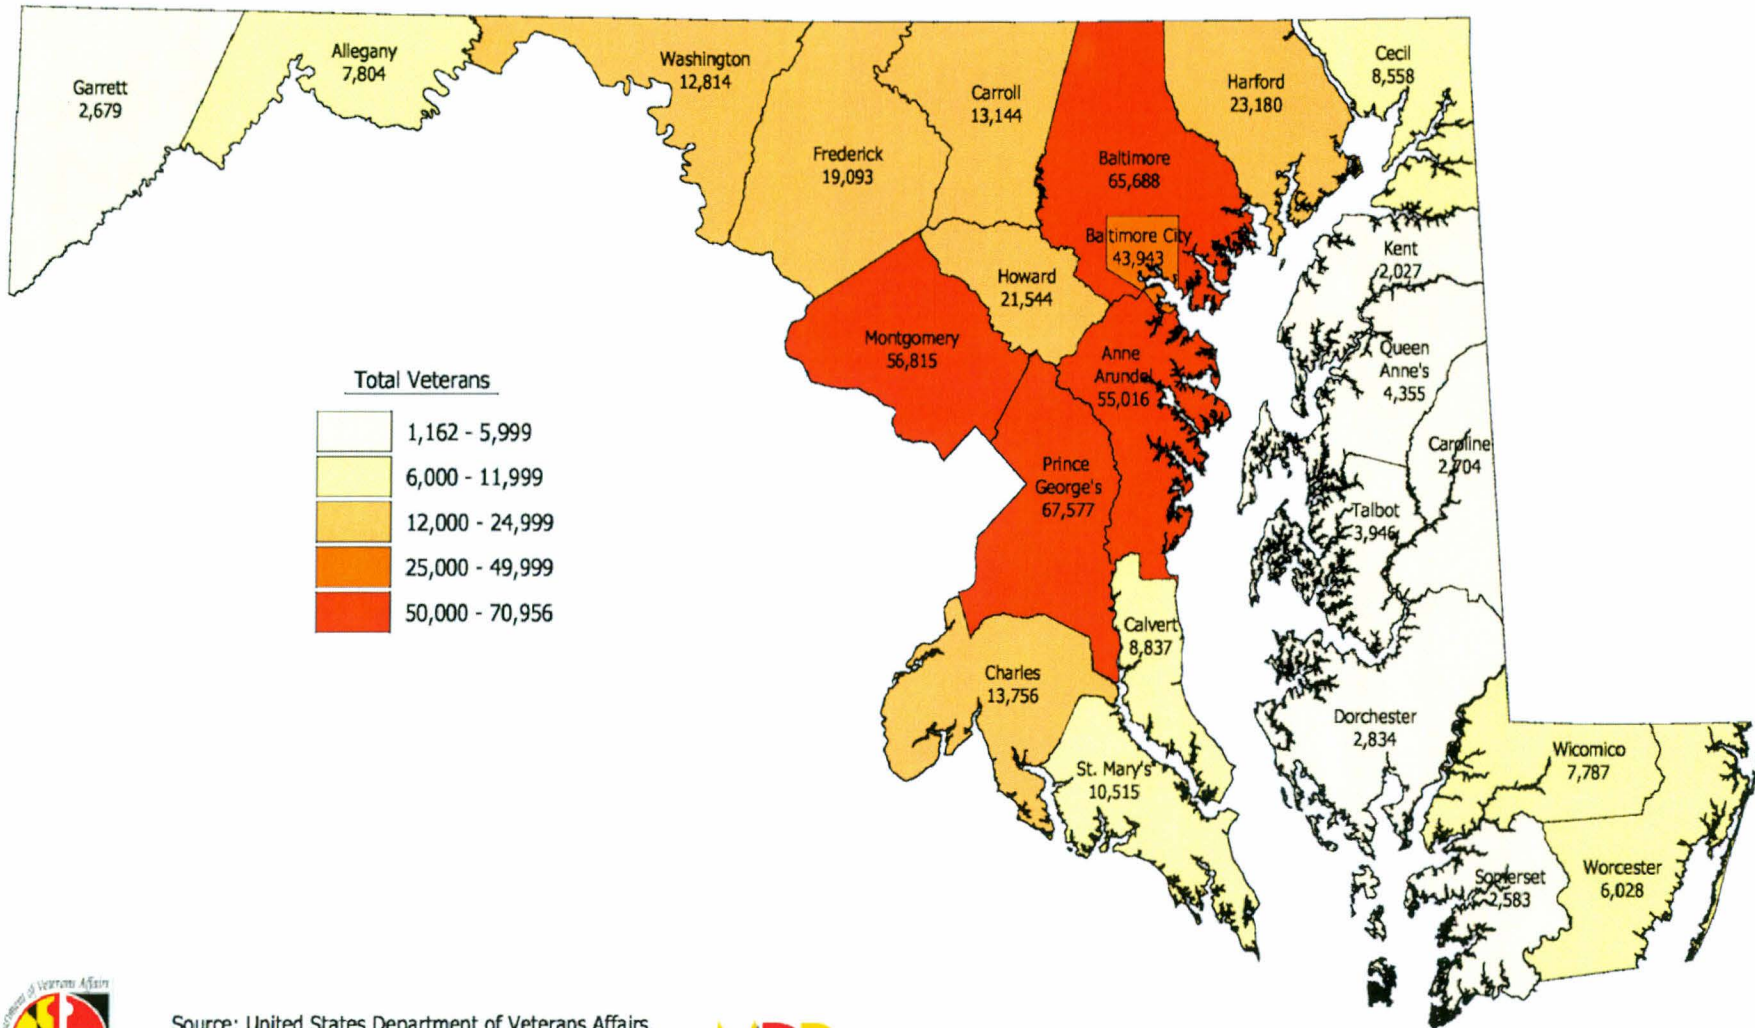 Garrett
2,679
Allegany
7,804
Washington
12,814
Frederick
19,093
Carroll
13,144
Baltimore
65,688
Baltimore City
43,943
Harford
23,180
Cecil
8,558
Howard
21,544
Montgomery
56,815
Anne
Arundel
55,016
Prince
George's
67,577
Kent
2,027
Queen
Anne's
4,355
Caroline
2,704
Talbot
3,946
Calvert
8,837
Charles
13,756
St. Mary's
10,515
Dorchester
2,834
Wicomico
7,787
Somerset
2,583
Worcester
6,028
Total Veterans
1,162 - 5,999
6,000 - 11,999
12,000 - 24,999
25,000 - 49,999
50,000 - 70,956
of Veterans Affairs
Source: United States Department of Veterans Affairs